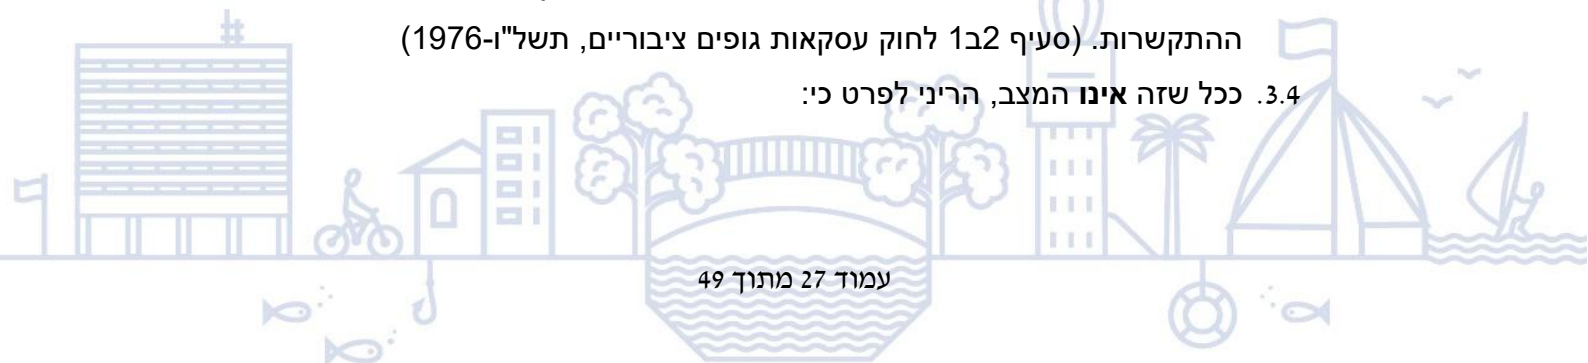 ההתקשרות. (סעיף 2ב1 לחוק עסקאות גופים ציבוריים, תשל"ו-1976)
3.4. ככל שזה אינו המצב, הריני לפרט כי:
עמוד 27 מתוך 49